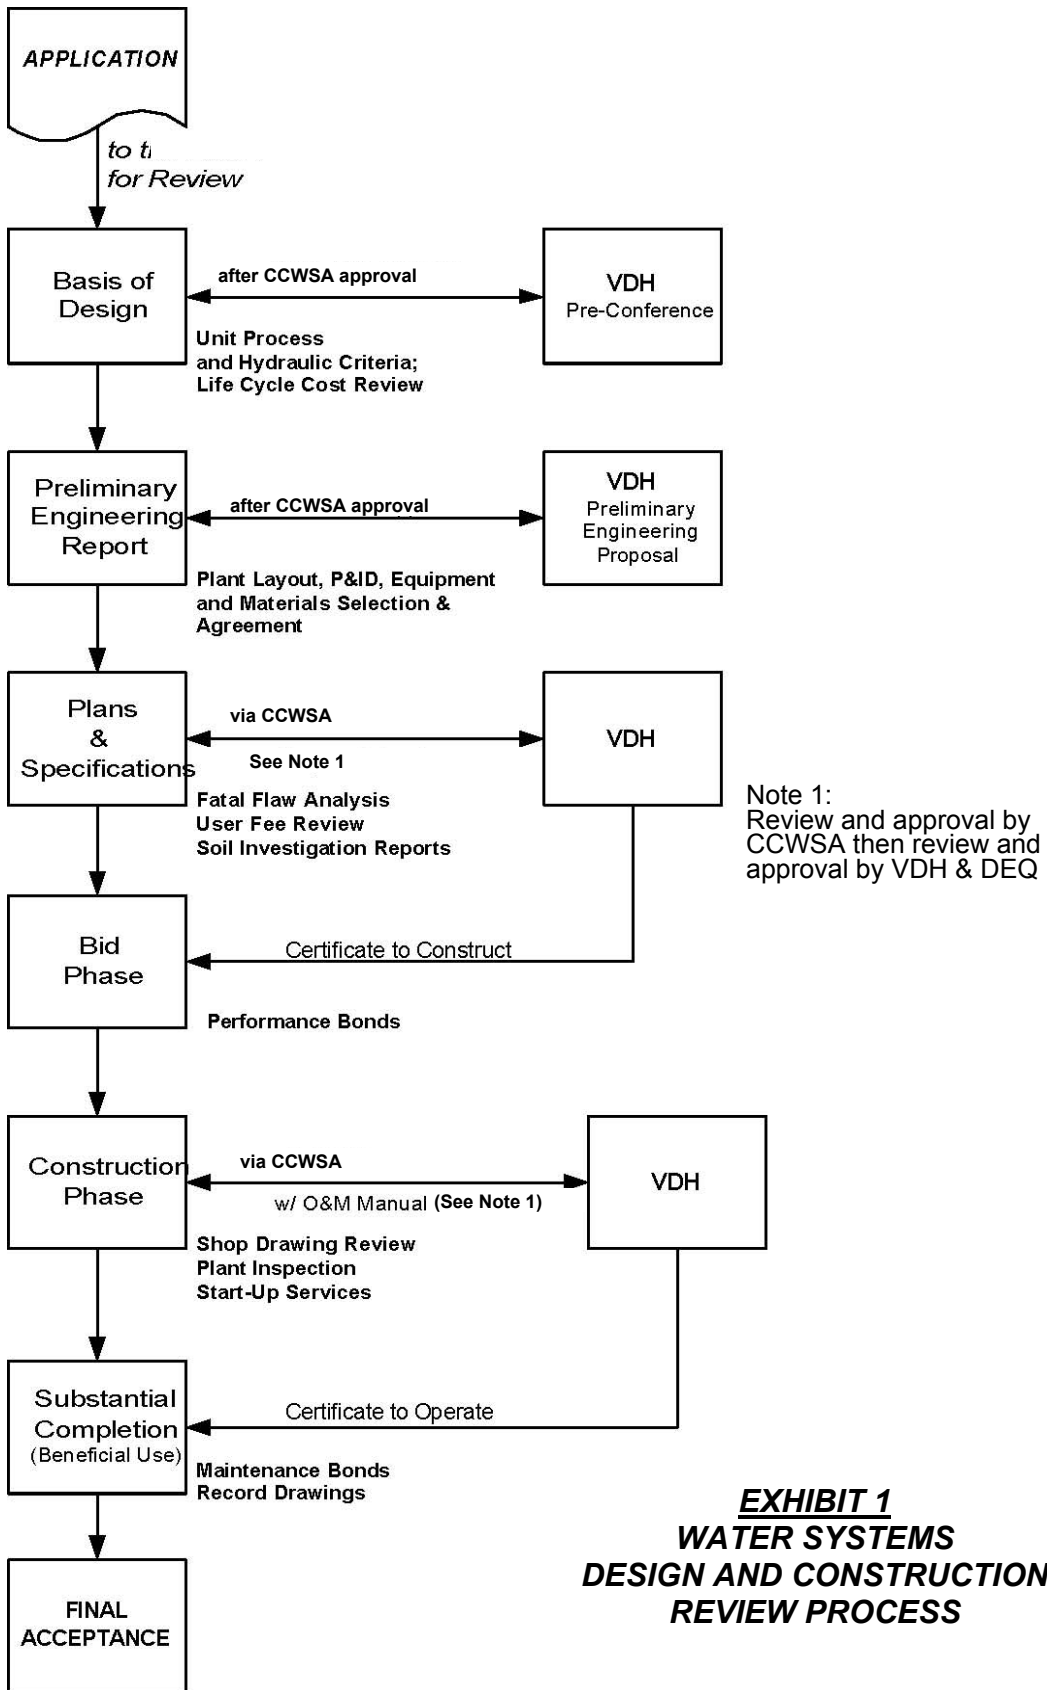 APPLICATION
to
for Review
Basis of
Design
after CCWSA approval
VDH
Pre-Conference
Unit Process
and Hydraulic Criteria;
Life Cycle Cost Review
Preliminary
Engineering
Report
after CCWSA approval
VDH
Preliminary
Engineering
Proposal
Plant Layout, P&ID, Equipment
and Materials Selection &
Agreement
Plans
&
Specifications
via CCWSA
See Note 1
VDH
Fatal Flaw Analysis
User Fee Review
Soil Investigation Reports
Note 1:
Review and approval by
CCWSA then review and
approval by VDH & DEQ
Bid
Phase
Certificate to Construct
Performance Bonds
Construction
Phase
via CCWSA
w/ O&M Manual (See Note 1)
VDH
Shop Drawing Review
Plant Inspection
Start-Up Services
Substantial
Completion
(Beneficial Use)
Certificate to Operate
Maintenance Bonds
Record Drawings
FINAL
ACCEPTANCE
EXHIBIT 1
WATER SYSTEMS
DESIGN AND CONSTRUCTION
REVIEW PROCESS